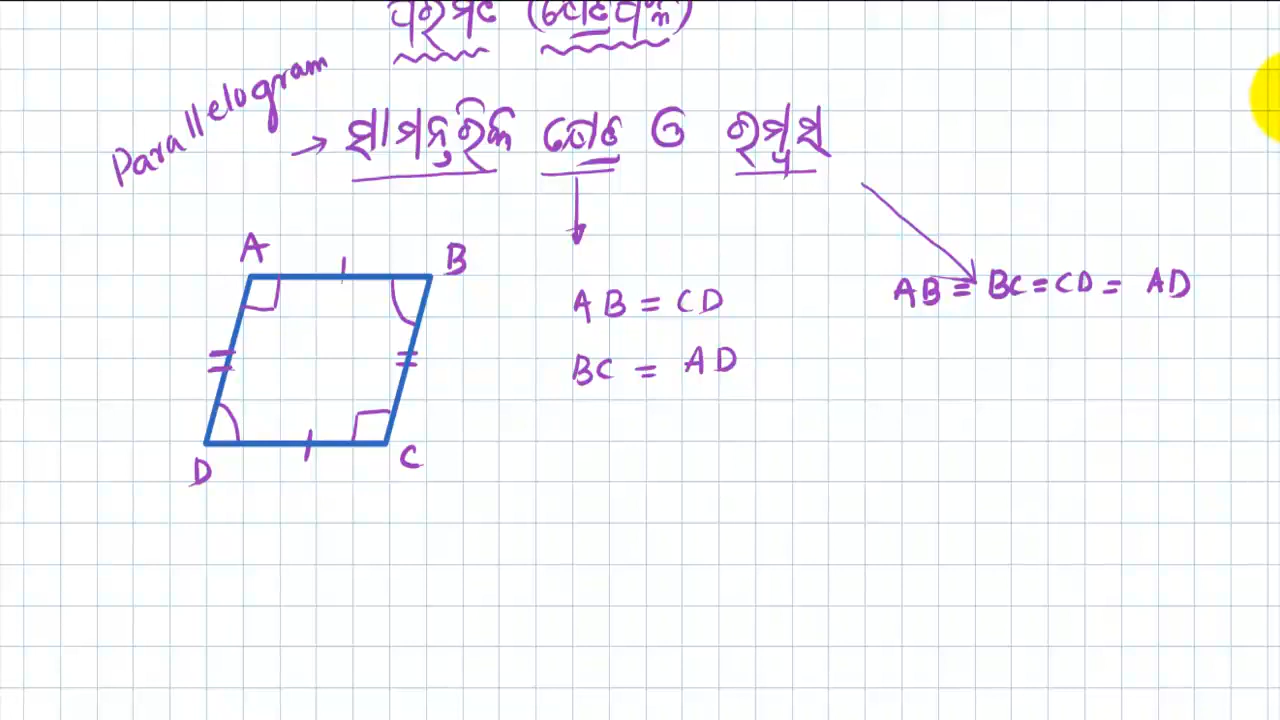 Parallelogram
→ ସାମାନ୍ତରିକ କ୍ଷେତ୍ର ଓ ରମ୍ବସ
A
B
AB = CD
AB = BC = CD = AD
BC = AD
D
C